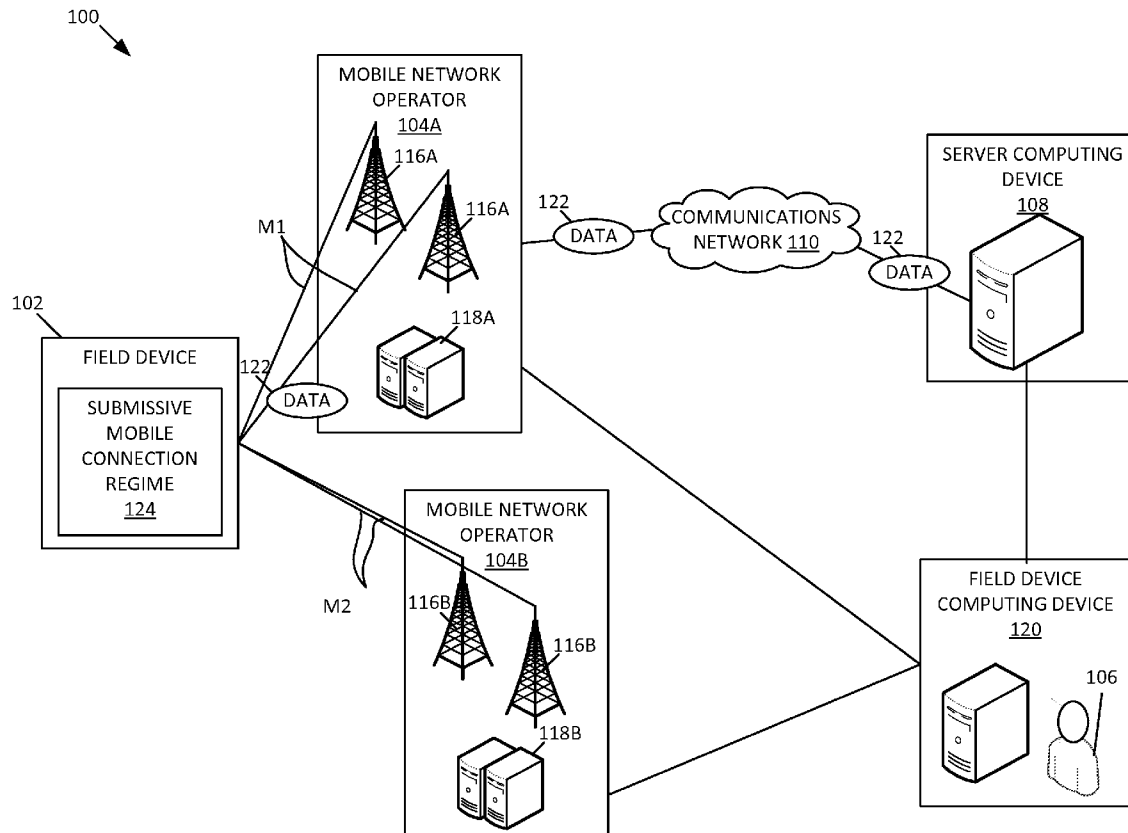 100
MOBILE NETWORK
OPERATOR
104A
116A
116A
M1
118A
122
DATA
122
DATA
COMMUNICATIONS
NETWORK 110
122
DATA
SERVER COMPUTING
DEVICE
108
102
FIELD DEVICE
SUBMISSIVE
MOBILE
CONNECTION
REGIME
124
MOBILE NETWORK
OPERATOR
104B
M2
116B
116B
118B
FIELD DEVICE
COMPUTING DEVICE
120
106